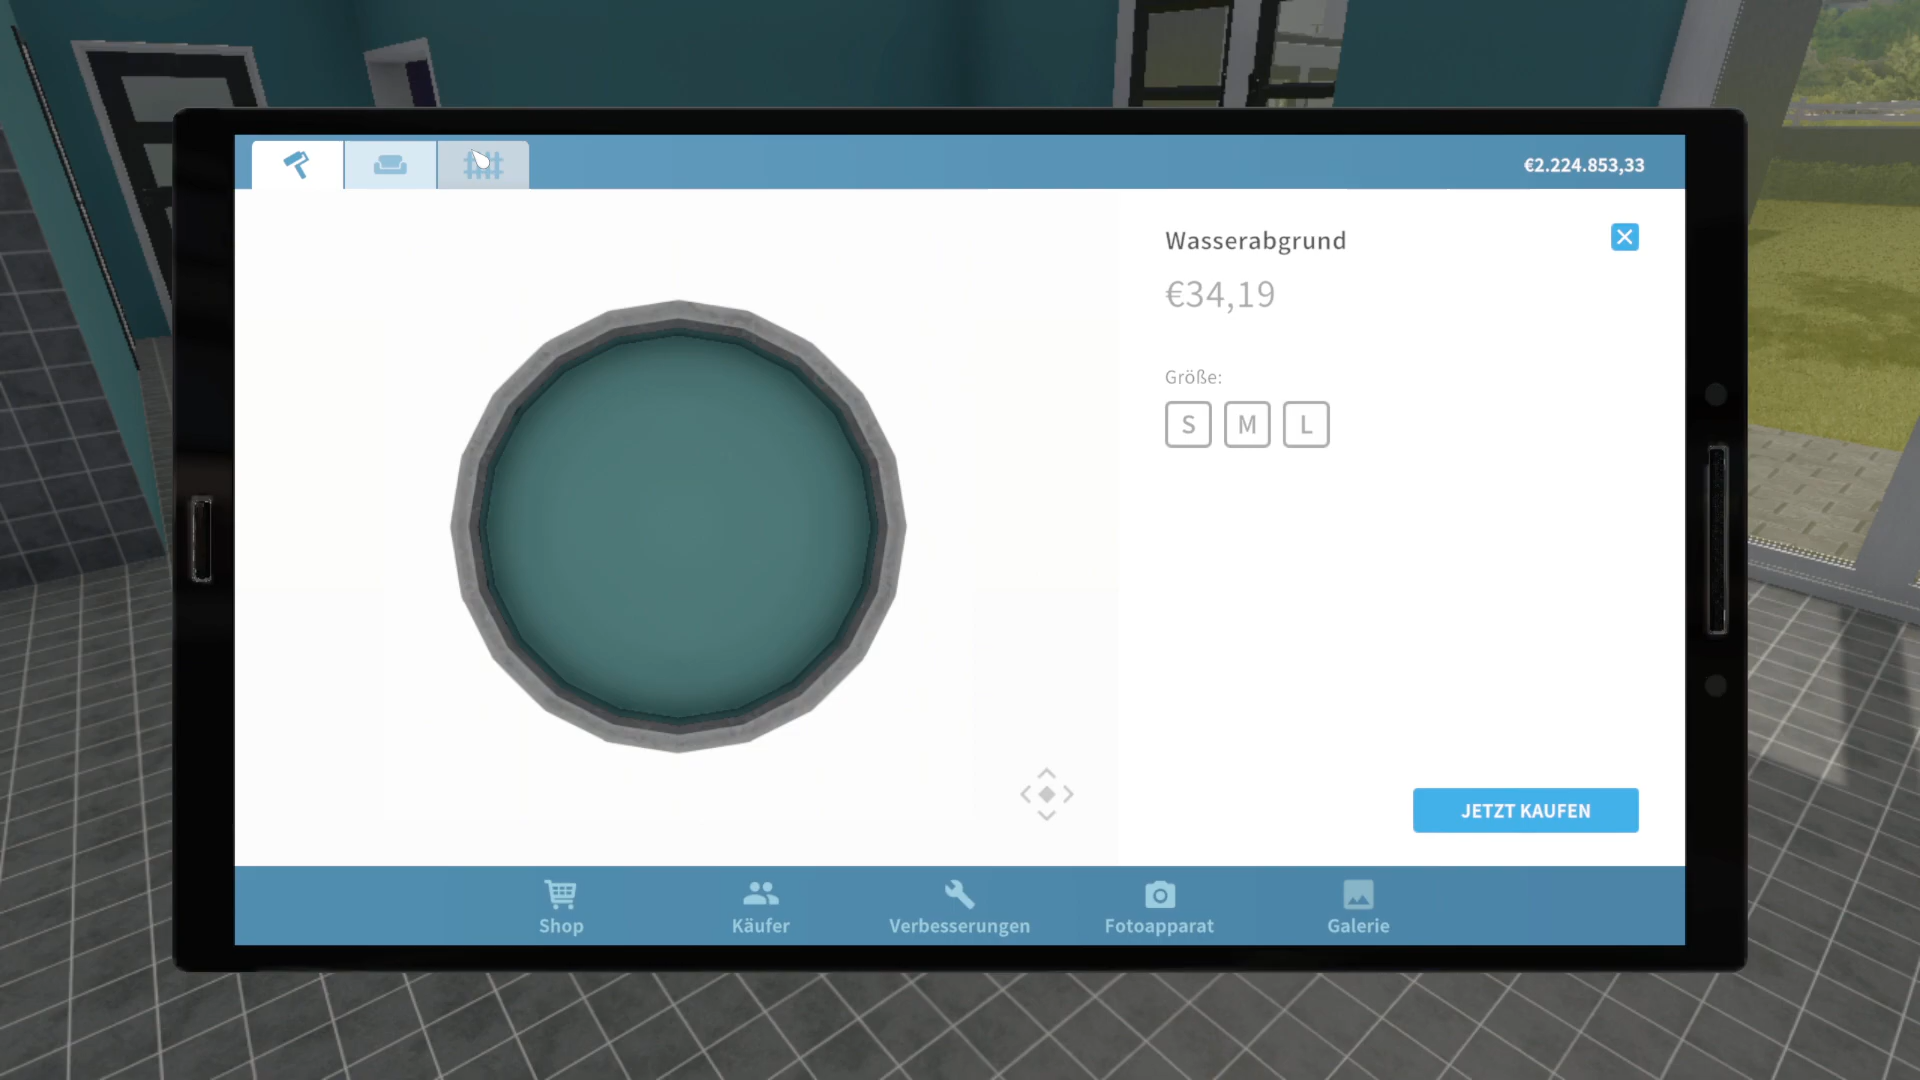 €2.224.853,33
Wasserabgrund
€34,19
Größe:
S M L
JETZT KAUFEN
Shop Käufer Verbesserungen Fotoapparat Galerie